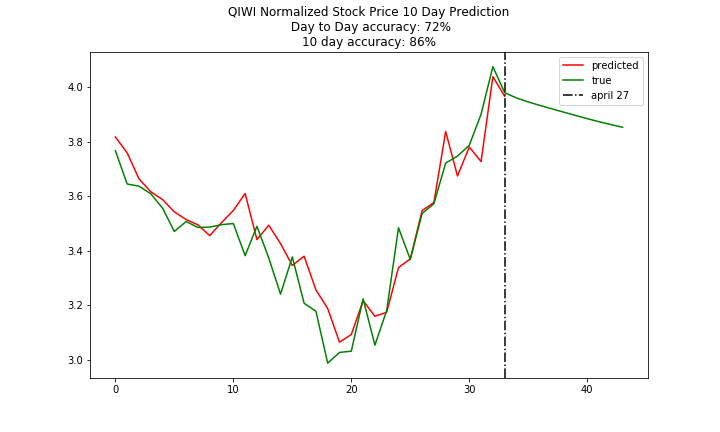 QIWI Normalized Stock Price 10 Day Prediction
Day to Day accuracy: 72%
10 day accuracy: 86%
predicted
true
april 27
4.0
3.8
3.6
3.4
3.2
3.0
0
10
20
30
40